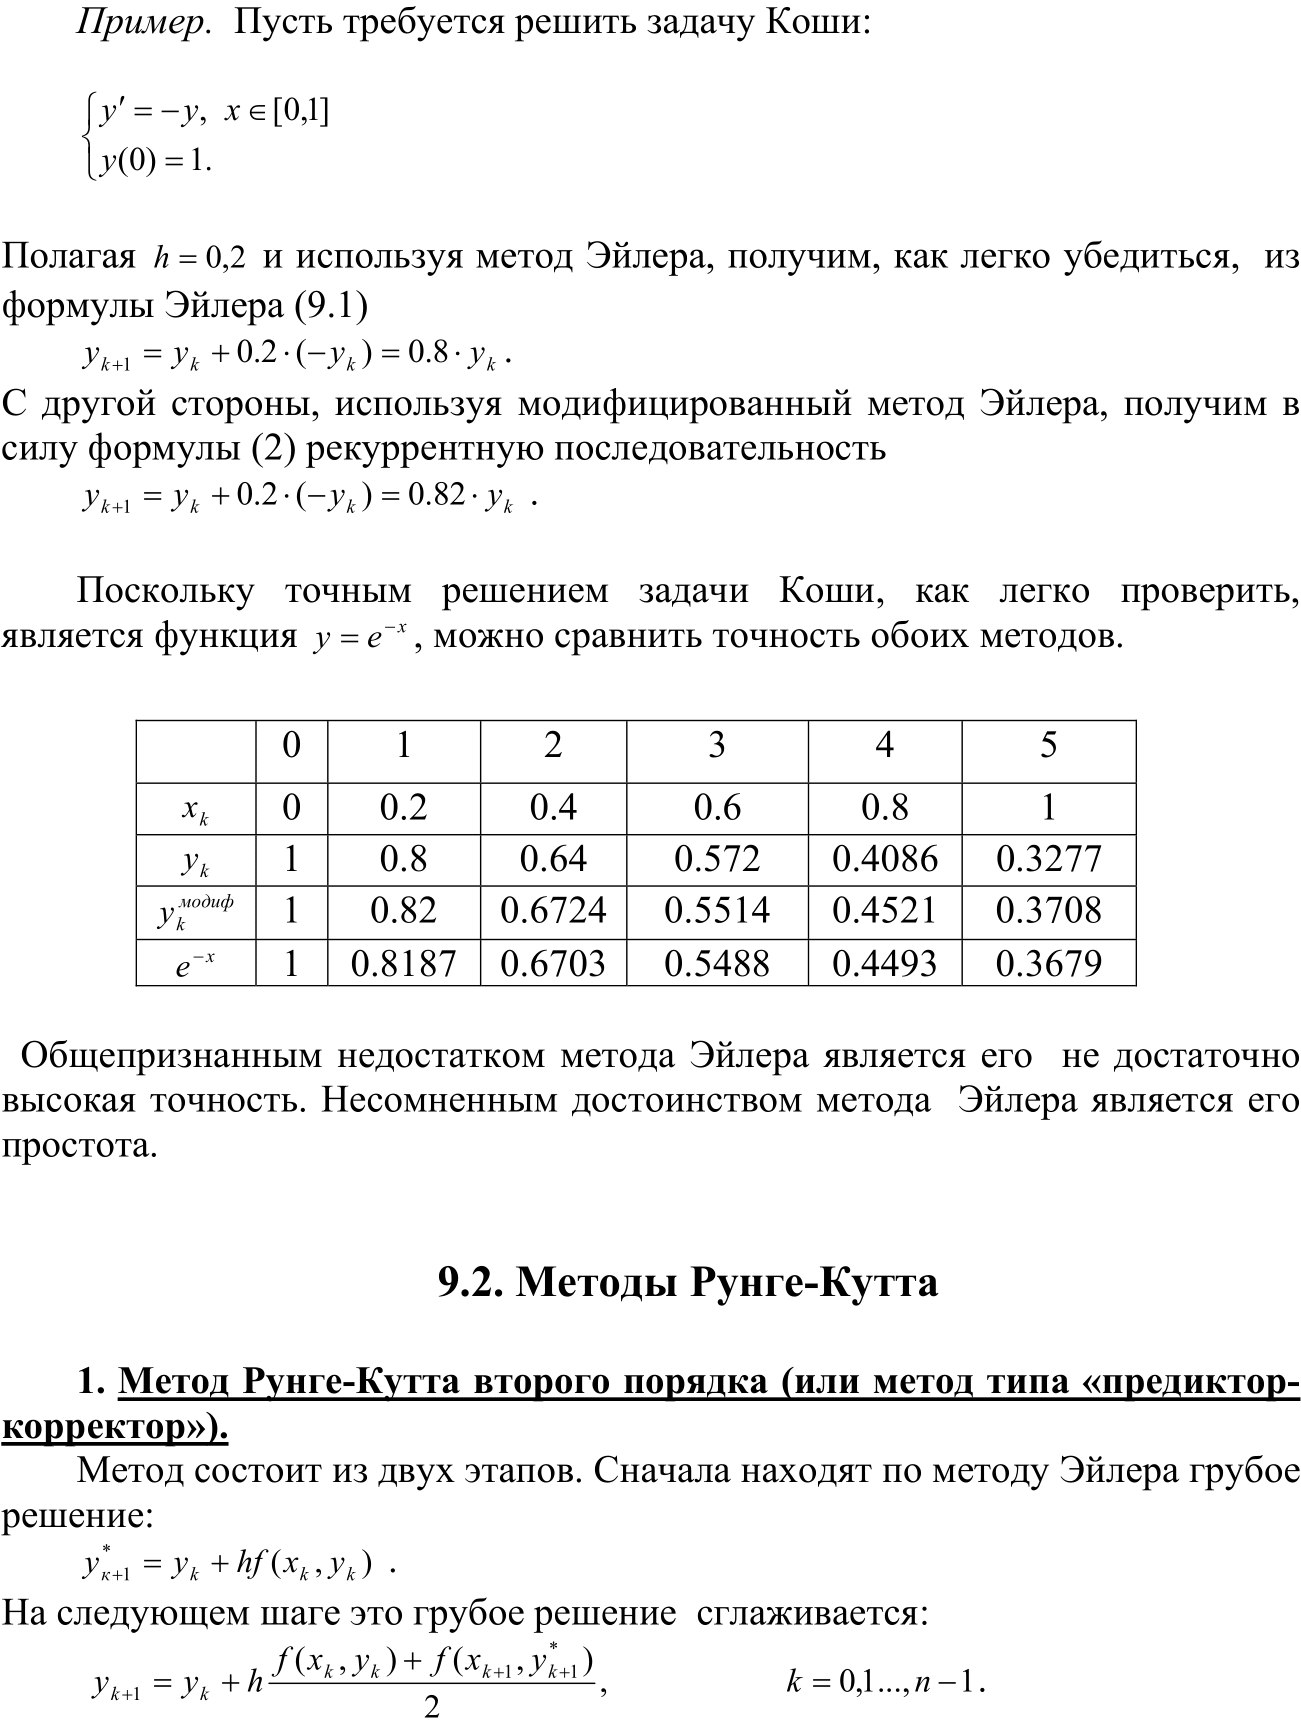 Пример. Пусть требуется решить задачу Коши:
{ y′ = −y, x ∈ [0,1]
y(0) = 1.
Полагая h = 0,2 и используя метод Эйлера, получим, как легко убедиться, из
формулы Эйлера (9.1)
y_{k+1} = y_k + 0.2 · (−y_k) = 0.8 · y_k .
С другой стороны, используя модифицированный метод Эйлера, получим в
силу формулы (2) рекуррентную последовательность
y_{k+1} = y_k + 0.2 · (−y_k) = 0.82 · y_k .
Поскольку точным решением задачи Коши, как легко проверить,
является функция y = e^{−x} , можно сравнить точность обоих методов.
0 1 2 3 4 5
x_k 0 0.2 0.4 0.6 0.8 1
y_k 1 0.8 0.64 0.572 0.4086 0.3277
y_k^{модиф} 1 0.82 0.6724 0.5514 0.4521 0.3708
e^{−x} 1 0.8187 0.6703 0.5488 0.4493 0.3679
Общепризнанным недостатком метода Эйлера является его не достаточно
высокая точность. Несомненным достоинством метода Эйлера является его
простота.
9.2. Методы Рунге-Кутта
1. Метод Рунге-Кутта второго порядка (или метод типа «предиктор-
корректор»).
Метод состоит из двух этапов. Сначала находят по методу Эйлера грубое
решение:
y^*_{к+1} = y_k + hf(x_k, y_k) .
На следующем шаге это грубое решение сглаживается:
y_{k+1} = y_k + h \frac{f(x_k, y_k) + f(x_{k+1}, y^*_{k+1})}{2}, k = 0,1..., n − 1.